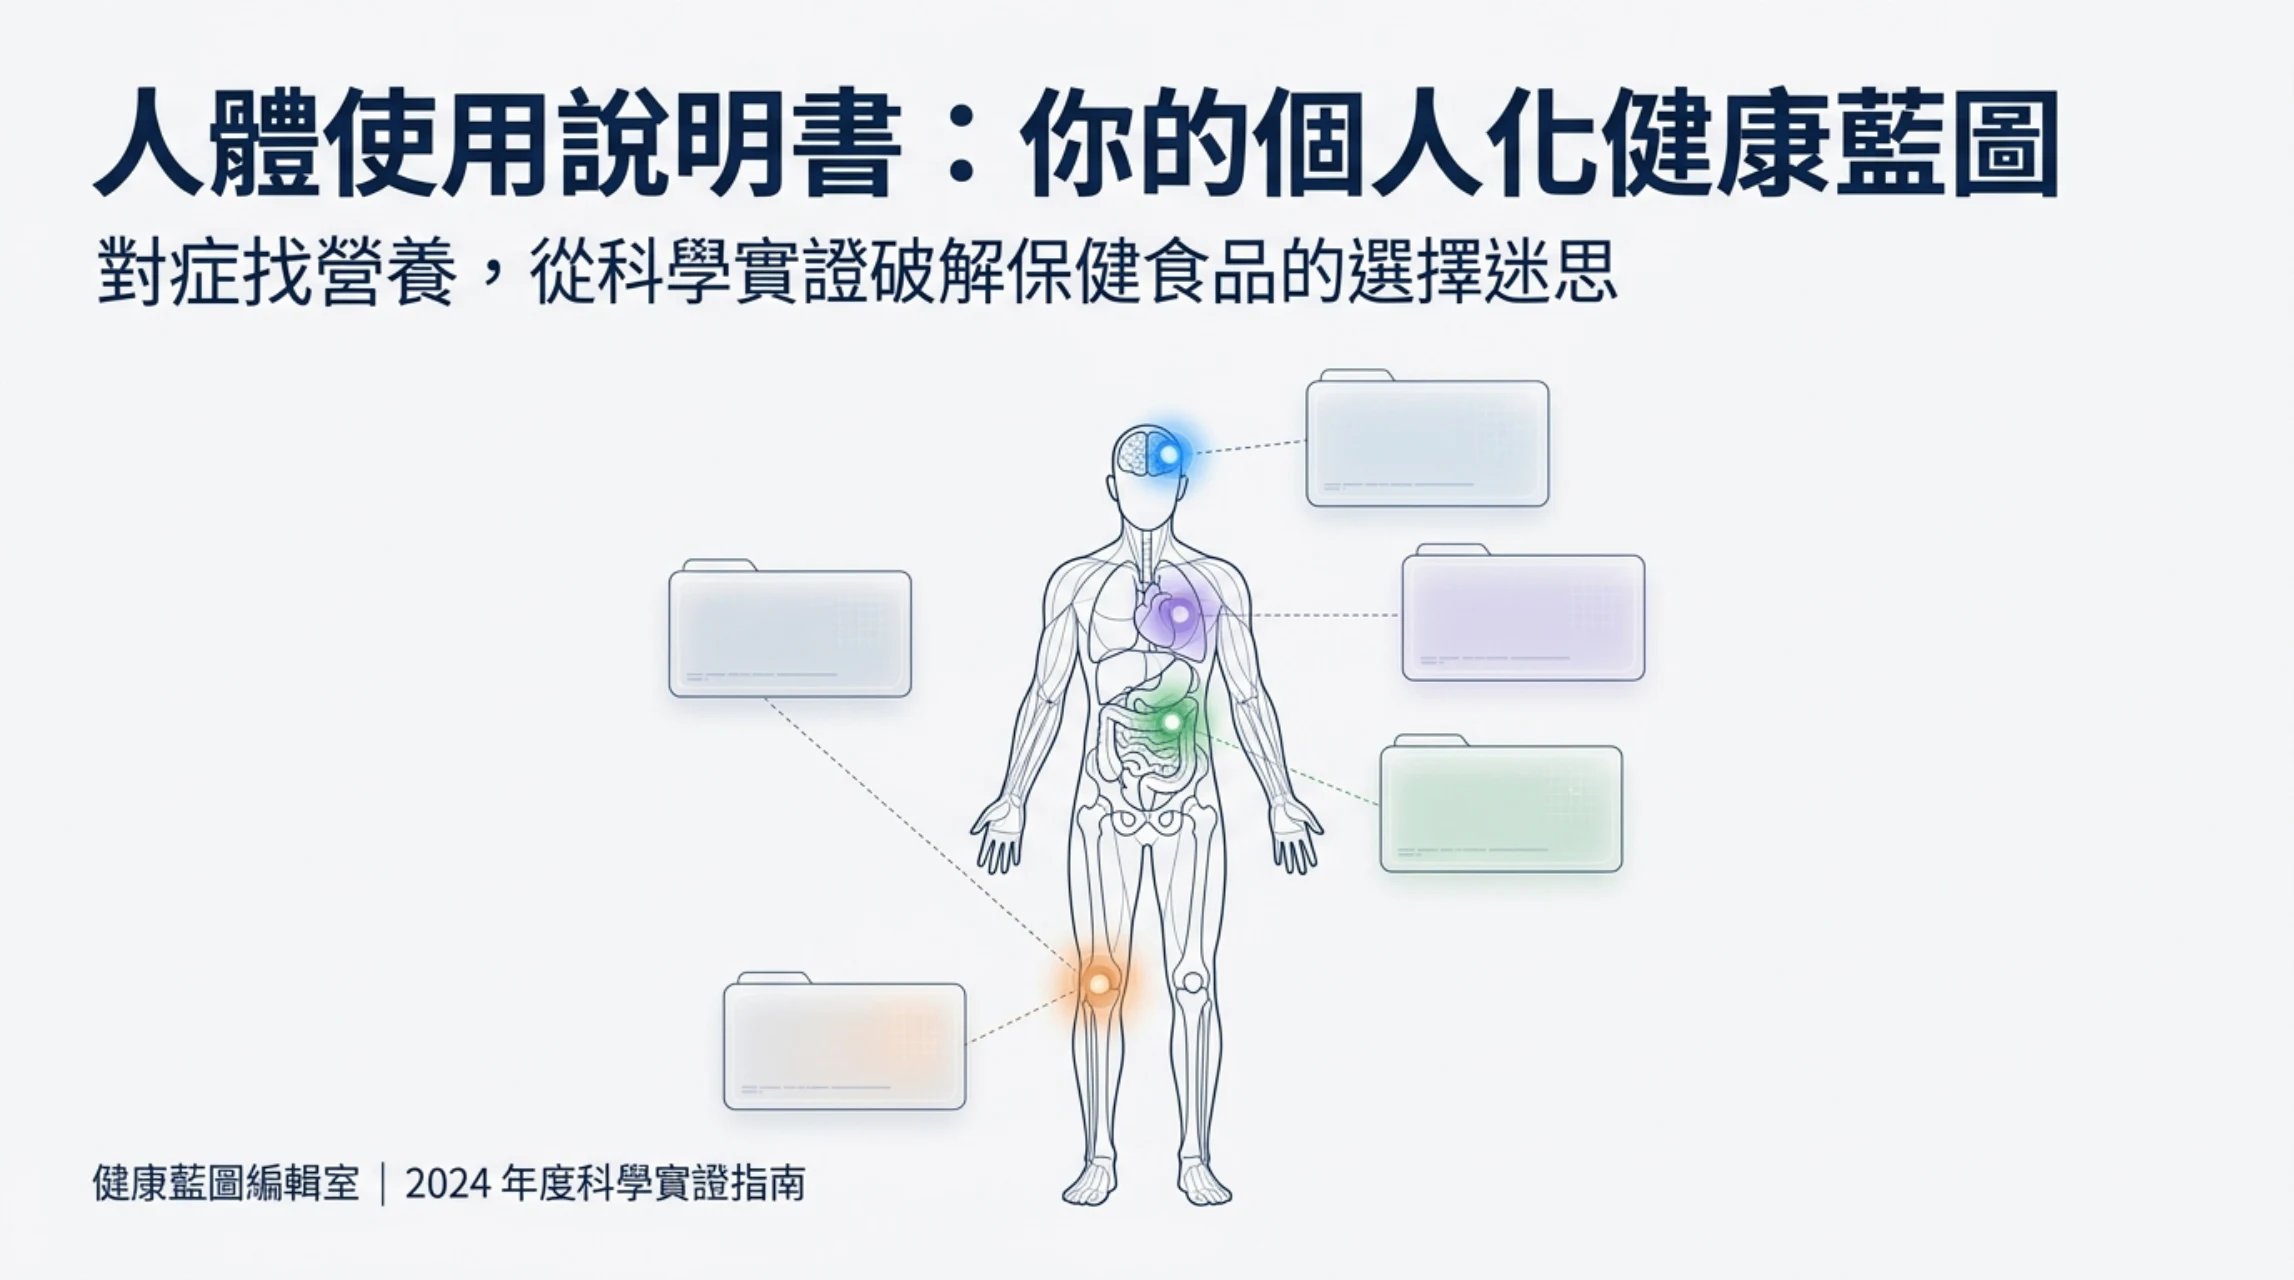 人體使用說明書：你的個人化健康藍圖
對症找營養，從科學實證破解保健食品的選擇迷思
健康藍圖編輯室｜2024 年度科學實證指南